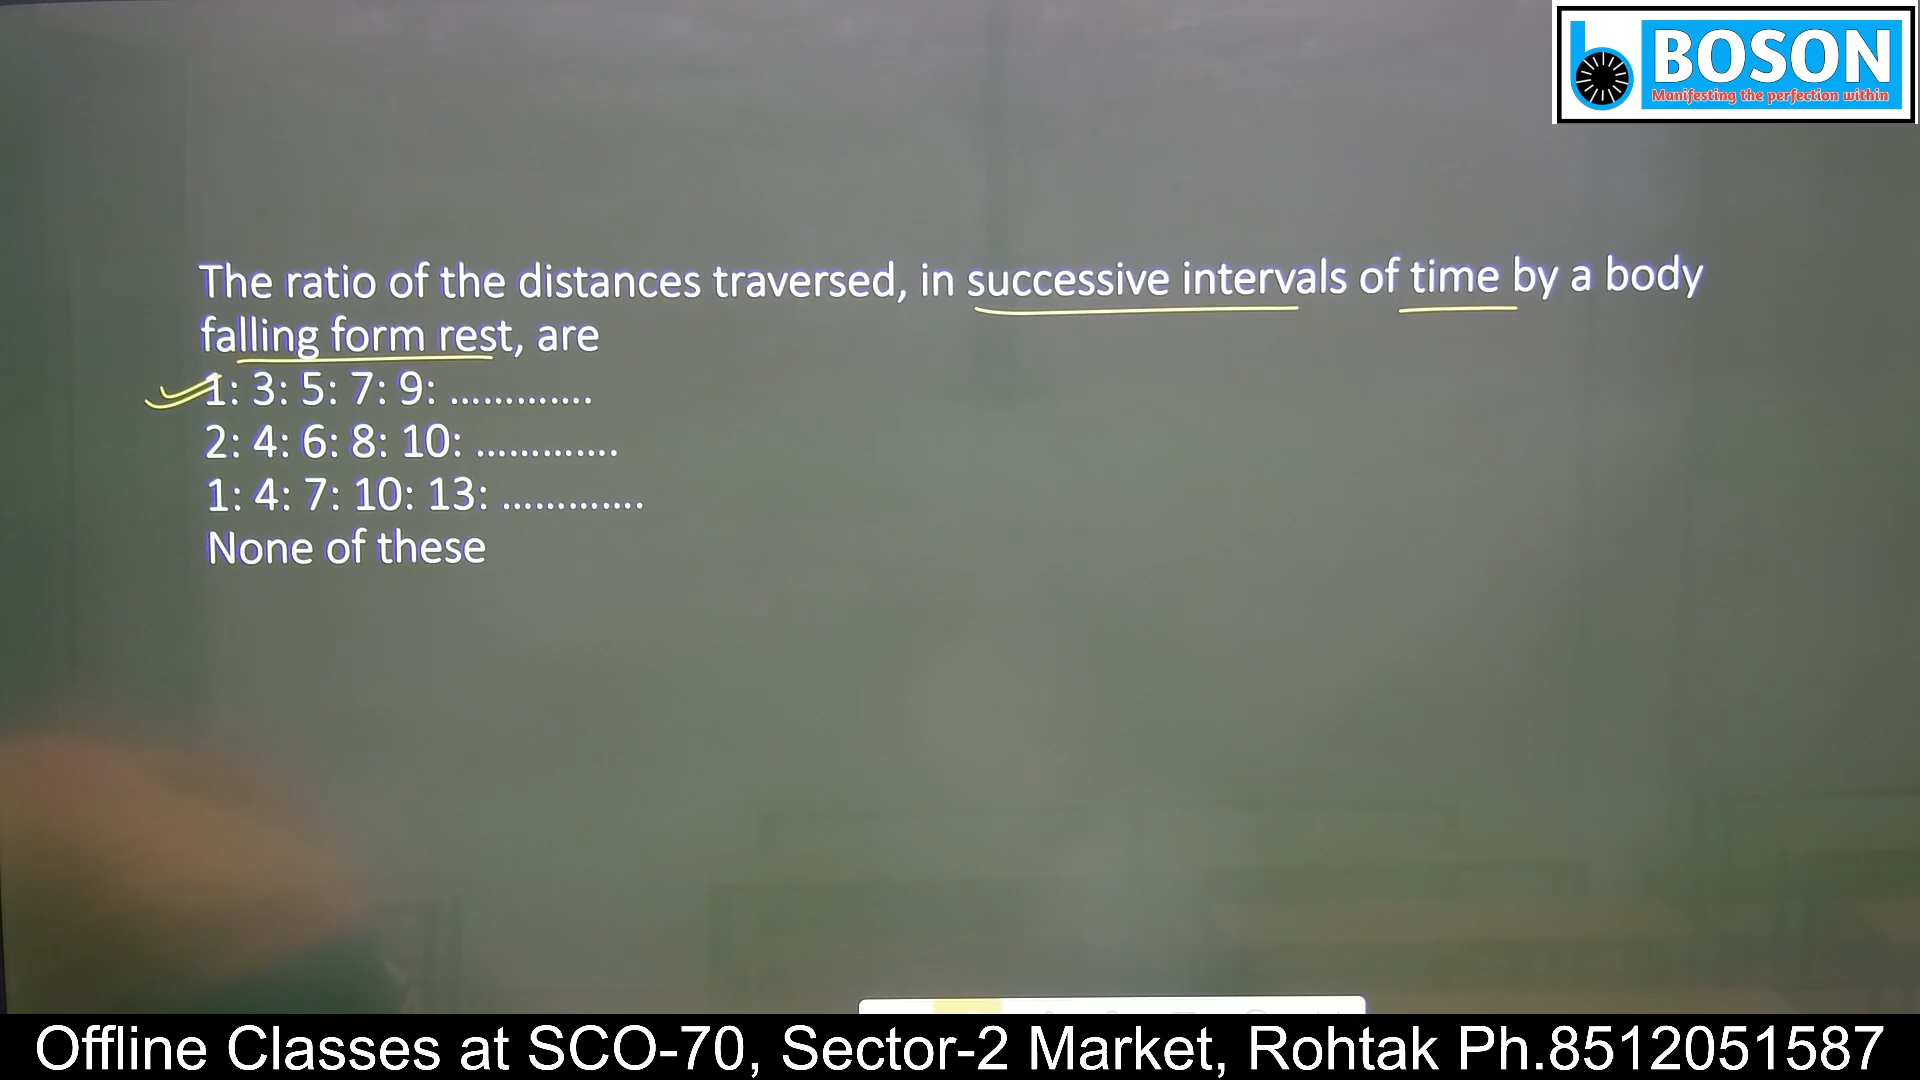 BOSON
Manifesting the perfection within
The ratio of the distances traversed, in successive intervals of time by a body
falling form rest, are
1: 3: 5: 7: 9: .............
2: 4: 6: 8: 10: .............
1: 4: 7: 10: 13: .............
None of these
Offline Classes at SCO-70, Sector-2 Market, Rohtak Ph.8512051587